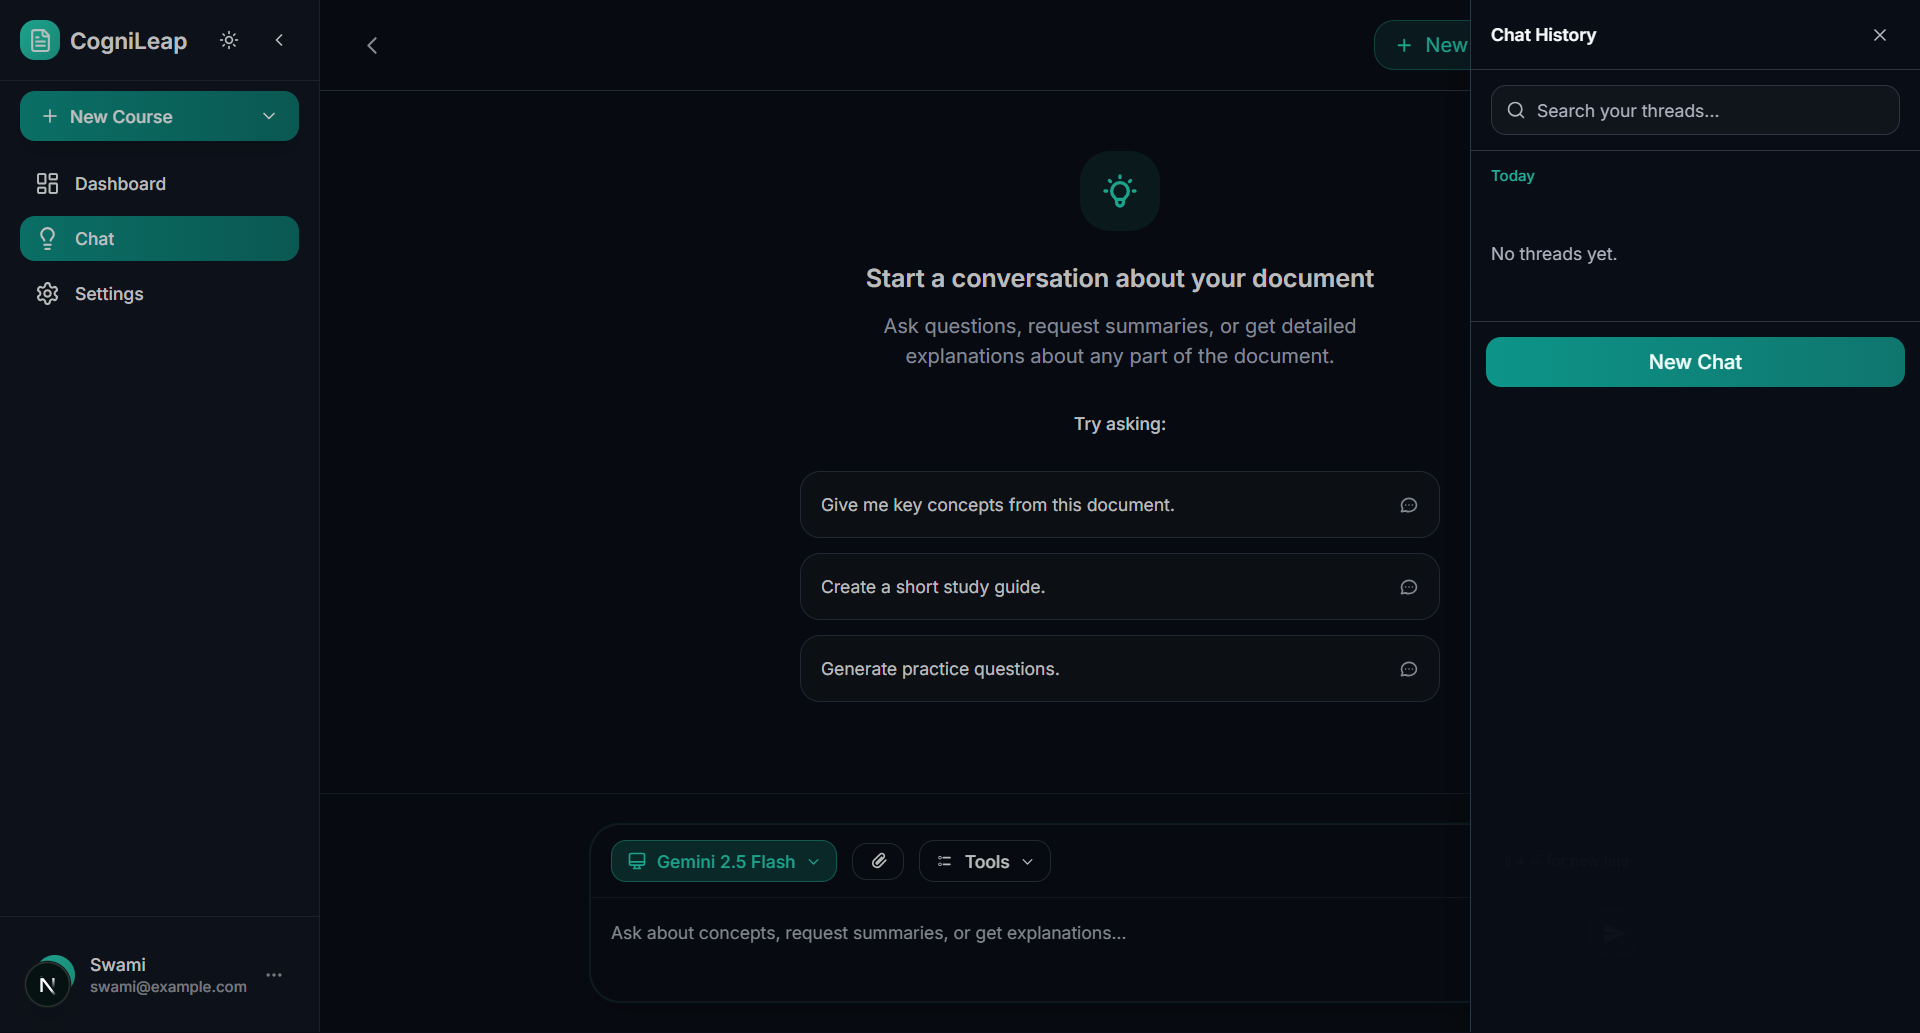 CogniLeap
New Course
Dashboard
Chat
Settings
Swami
swami@example.com
N
New
Start a conversation about your document
Ask questions, request summaries, or get detailed
explanations about any part of the document.
Try asking:
Give me key concepts from this document.
Create a short study guide.
Generate practice questions.
Gemini 2.5 Flash
Tools
Ask about concepts, request summaries, or get explanations...
Chat History
Search your threads...
Today
No threads yet.
New Chat